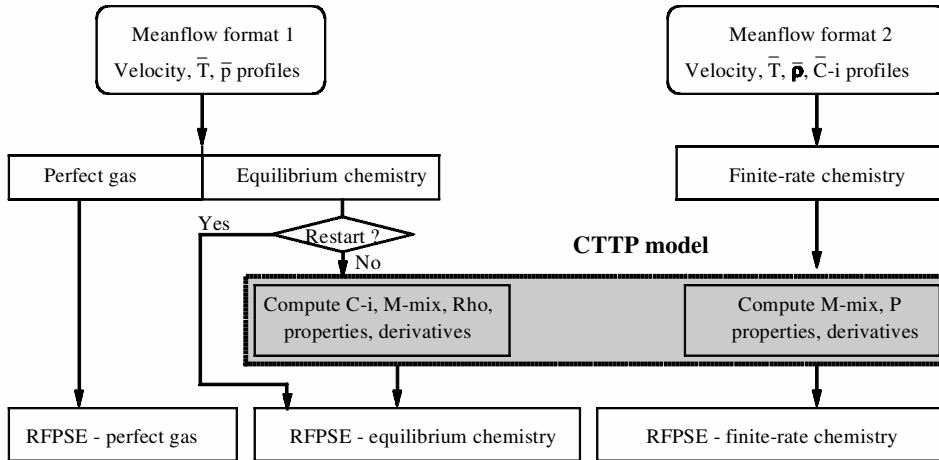 Meanflow format 1
Velocity, T̄, p̄ profiles
Meanflow format 2
Velocity, T̄, ρ̄, C̄-i profiles
Perfect gas
Equilibrium chemistry
Finite-rate chemistry
Yes
Restart ?
No
CTTP model
Compute C-i, M-mix, Rho,
properties, derivatives
Compute M-mix, P
properties, derivatives
RFPSE - perfect gas
RFPSE - equilibrium chemistry
RFPSE - finite-rate chemistry